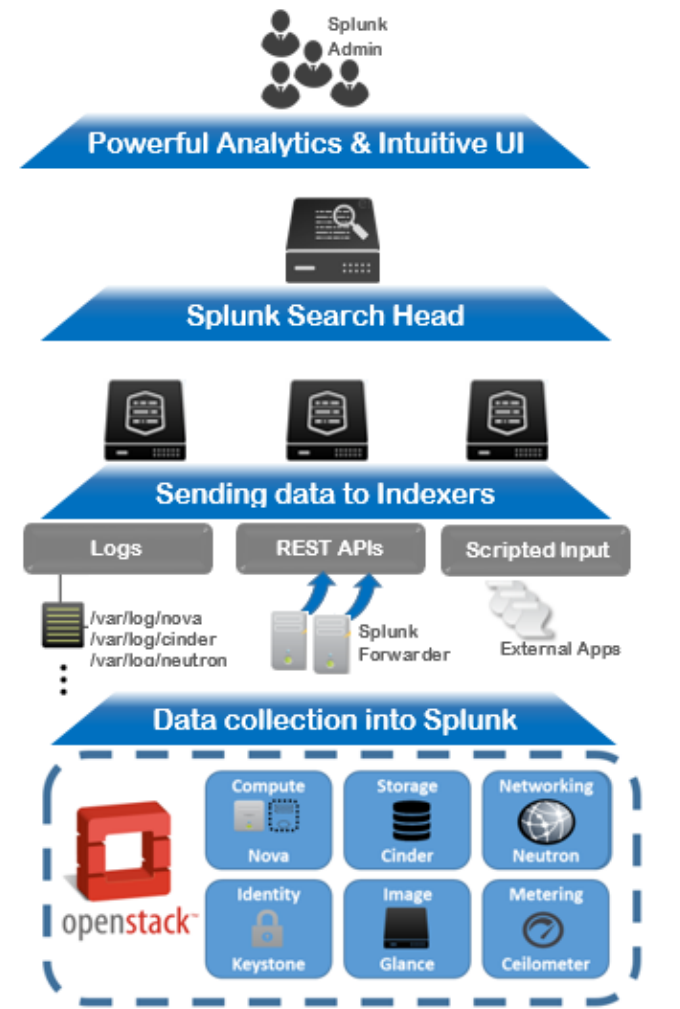 Splunk
Admin
Powerful Analytics & Intuitive UI
Splunk Search Head
Sending data to Indexers
Logs
REST APIs
Scripted Input
/var/log/nova
/var/log/cinder
/var/log/neutron
Splunk
Forwarder
External Apps
Data collection into Splunk
openstack™
Compute
Nova
Storage
Cinder
Networking
Neutron
Identity
Keystone
Image
Glance
Metering
Ceilometer